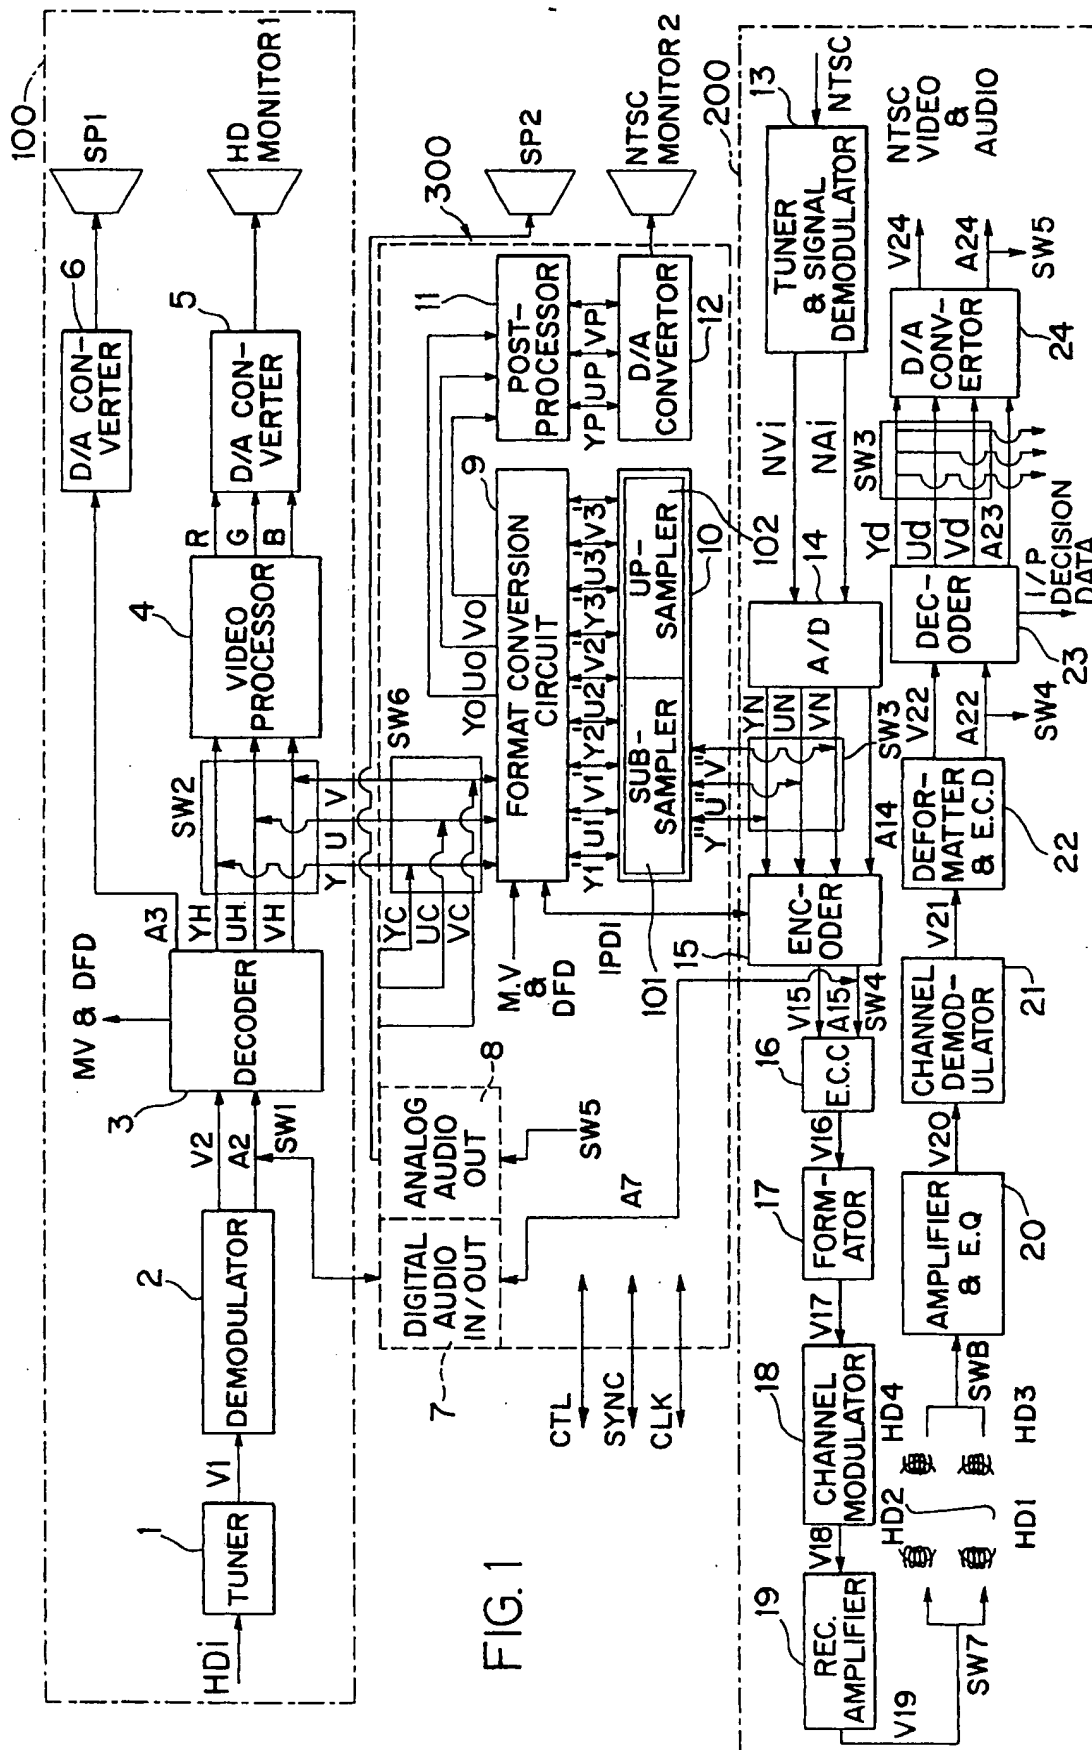 FIG. 1
100
HDi
TUNER
1
V1
DEMODULATOR
2
V2
A2
SW1
DECODER
3
MV & DFD
A3
YH
UH
VH
SW2
VIDEO
PROCESSOR
4
R
G
B
D/A CON-
VERTER
5
D/A CON-
VERTER
6
SP1
HD
MONITOR 1
Y
U
V
300
DIGITAL
AUDIO
IN/OUT
7
ANALOG
AUDIO
OUT
8
SW5
A7
CTL
SYNC
CLK
YC
UC
VC
SW6
M.V
&
DFD
IPDI
FORMAT CONVERSION
CIRCUIT
9
YO
UO
VO
POST-
PROCESSOR
11
YP
UP
VP
D/A
CONVERTOR
12
SP2
NTSC
MONITOR 2
Y1'
U1'
V1'
Y2'
U2'
V2'
Y3'
U3'
V3'
SUB-
SAMPLER
UP-
SAMPLER
101
10
102
Y"
U"
V"
200
NTSC
TUNER
& SIGNAL
DEMODULATOR
13
NVi
NAi
A/D
14
YN
UN
VN
A14
SW3
ENC-
ODER
15
V15
A15
SW4
E.C.C
16
V16
FORM-
ATOR
17
V17
CHANNEL
MODULATOR
18
V18
REC.
AMPLIFIER
19
V19
SW7
HD2
HD1
HD4
HD3
SWB
AMPLIFIER
& E.Q
20
V20
CHANNEL
DEMOD-
ULATOR
21
V21
DEFOR-
MATTER
& E.C.D
22
V22
A22
SW4
DEC-
ODER
23
I/P
DECISION
DATA
Yd
Ud
Vd
A23
SW3
D/A
CONV-
ERTOR
24
V24
A24
SW5
NTSC
VIDEO
&
AUDIO